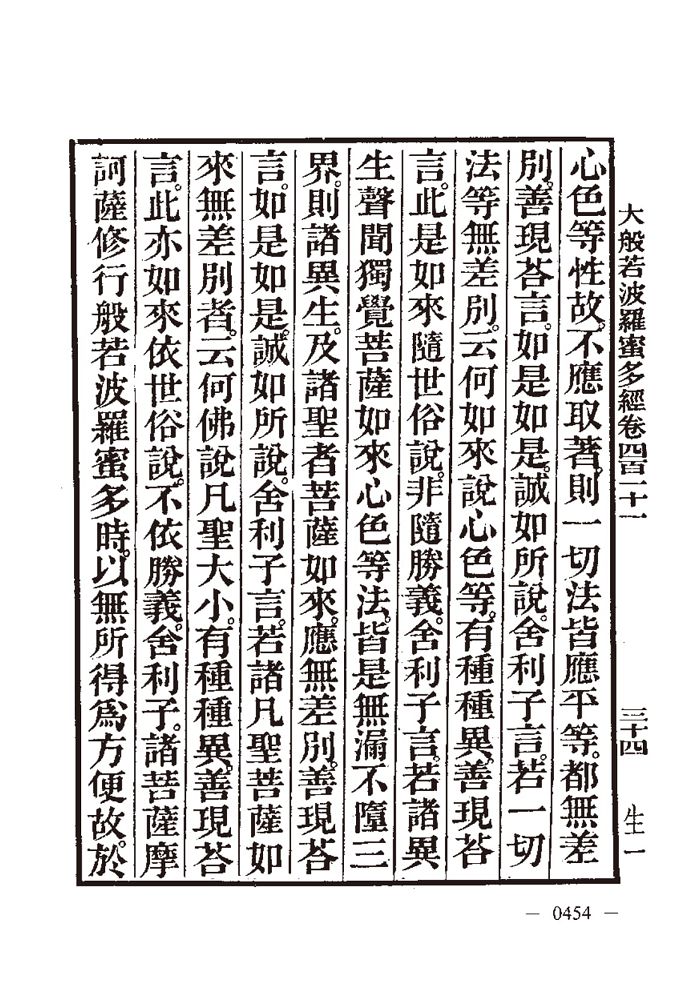 大般若波羅蜜多經卷四百二十一 三十四 生一
心色等性故。不應取著。則一切法皆應平等。都無差
別。善現荅言。如是如是。誠如所說。舍利子言。若一切
法等無差別。云何如來說心色等。有種種異。善現荅
言。此是如來隨世俗說。非隨勝義。舍利子言。若諸異
生聲聞獨覺菩薩如來心色等法。皆是無漏不墮三
界。則諸異生。及諸聖者菩薩如來。應無差別。善現荅
言。如是如是。誠如所說。舍利子言。若諸凡聖菩薩如
來無差別者。云何佛說凡聖大小。有種種異。善現荅
言。此亦如來依世俗說。不依勝義。舍利子。諸菩薩摩
訶薩修行般若波羅蜜多時。以無所得爲方便故。於
— 0454 —